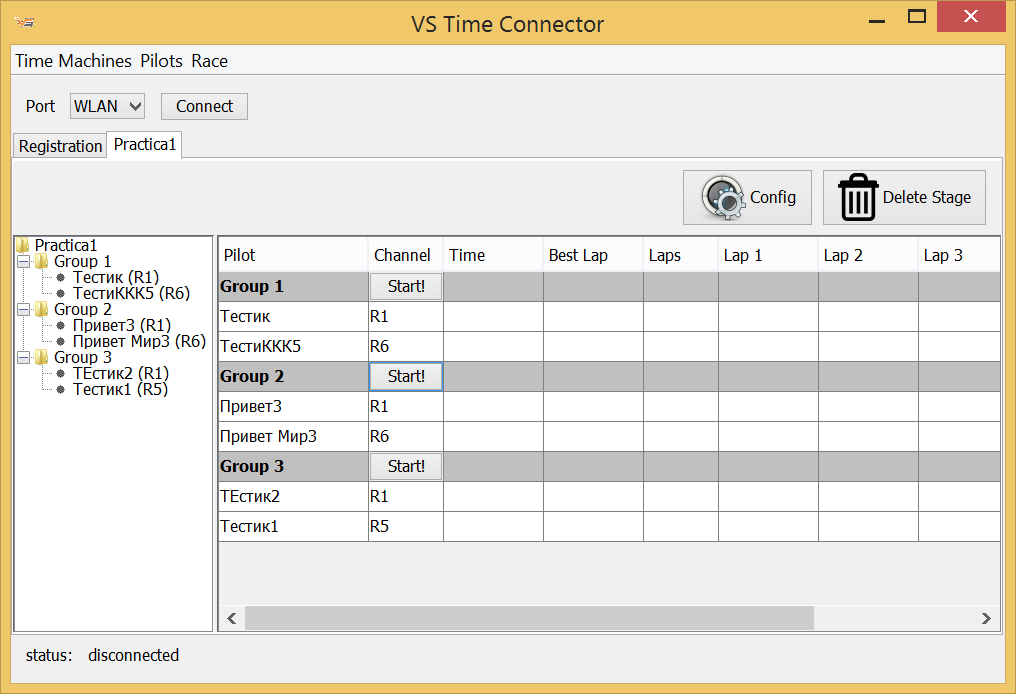 VS Time Connector
Time Machines Pilots Race
Port WLAN Connect
Registration Practica1
Config Delete Stage
Practica1
Group 1
Тестик (R1)
ТестиККК5 (R6)
Group 2
Привет3 (R1)
Привет Мир3 (R6)
Group 3
ТЕстик2 (R1)
Тестик1 (R5)
Pilot Channel Time Best Lap Laps Lap 1 Lap 2 Lap 3
Group 1 Start!
Тестик R1
ТестиККК5 R6
Group 2 Start!
Привет3 R1
Привет Мир3 R6
Group 3 Start!
ТЕстик2 R1
Тестик1 R5
status: disconnected